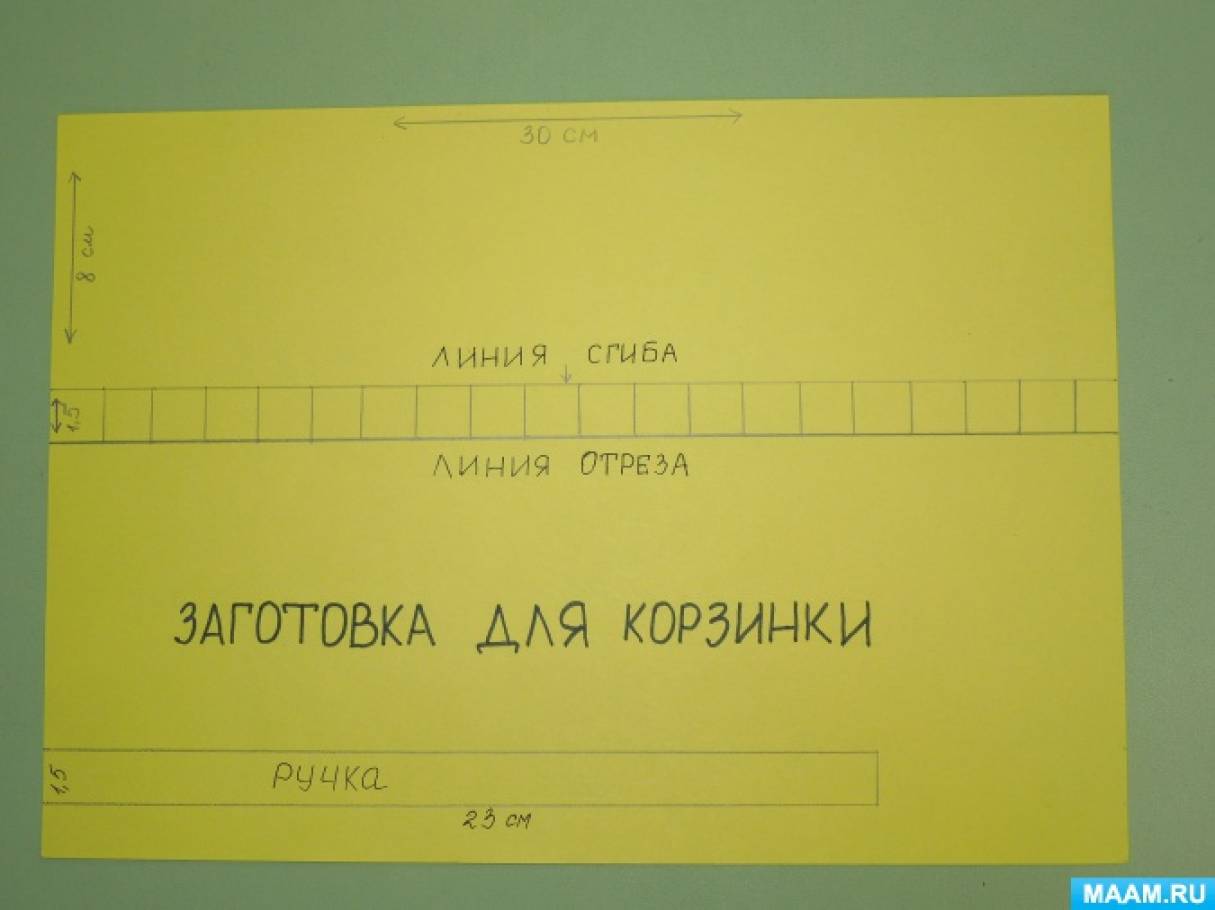 30 см
8 см
ЛИНИЯ СГИБА
1,5
ЛИНИЯ ОТРЕЗА
ЗАГОТОВКА ДЛЯ КОРЗИНКИ
1,5
РУЧКА
23 см
MAAM.RU